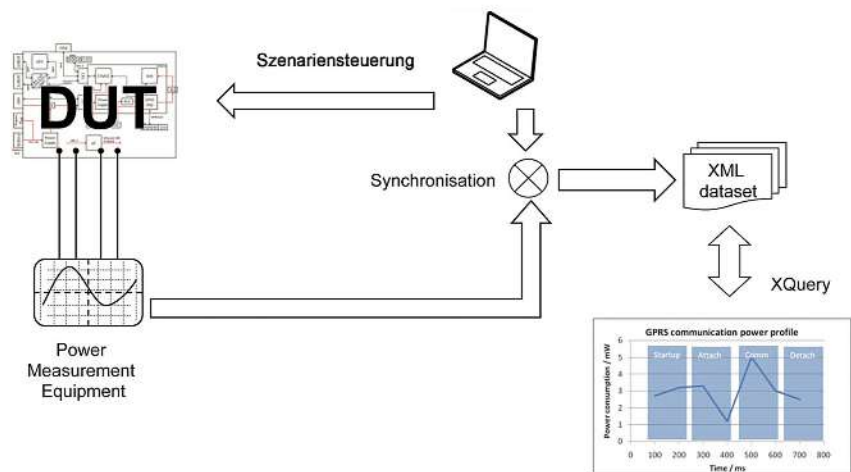 Szenariensteuerung
DUT
Synchronisation
XML
dataset
XQuery
Power
Measurement
Equipment
GPRS communication power profile
Power consumption / mW
6
5
4
3
2
1
0
Startup Attach Comm Detach
0 100 200 300 400 500 600 700 800
Time / ms